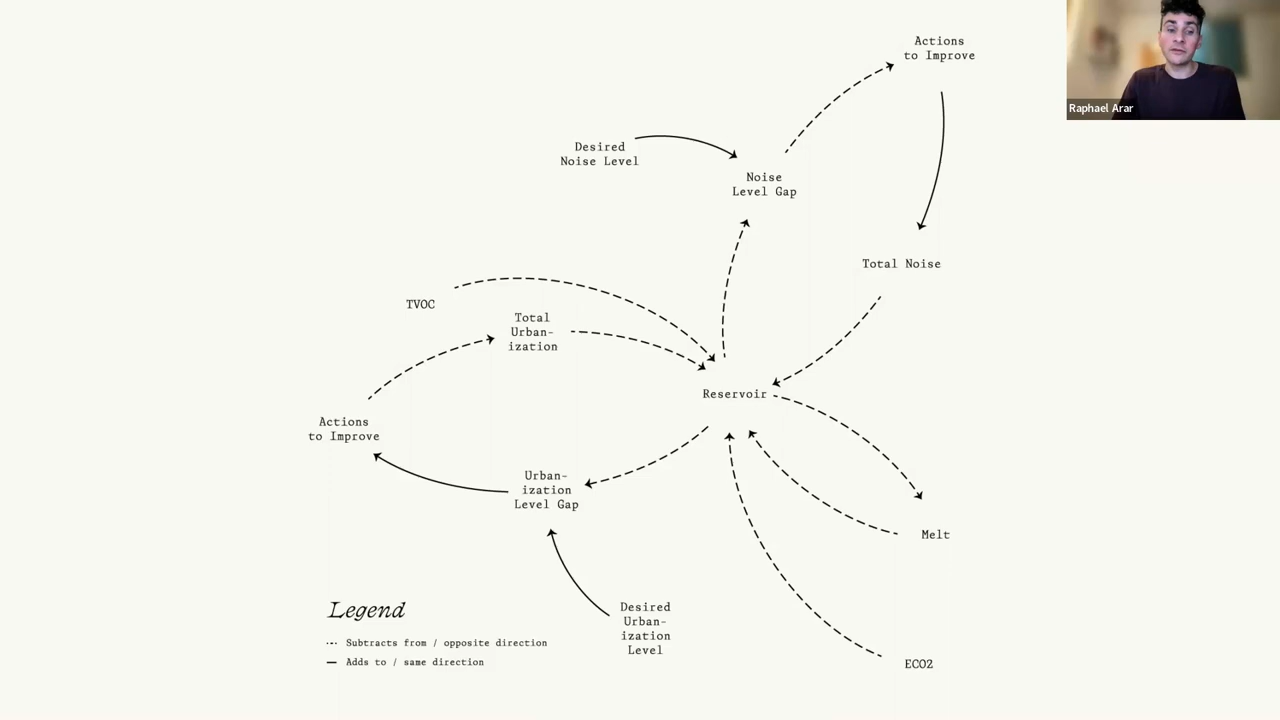 Actions
to Improve
Raphael Arar
Desired
Noise Level
Noise
Level Gap
Total Noise
TVOC
Total
Urban-
ization
Reservoir
Actions
to Improve
Urban-
ization
Level Gap
Melt
Legend
Desired
Urban-
ization
Level
Subtracts from / opposite direction
Adds to / same direction
ECO2